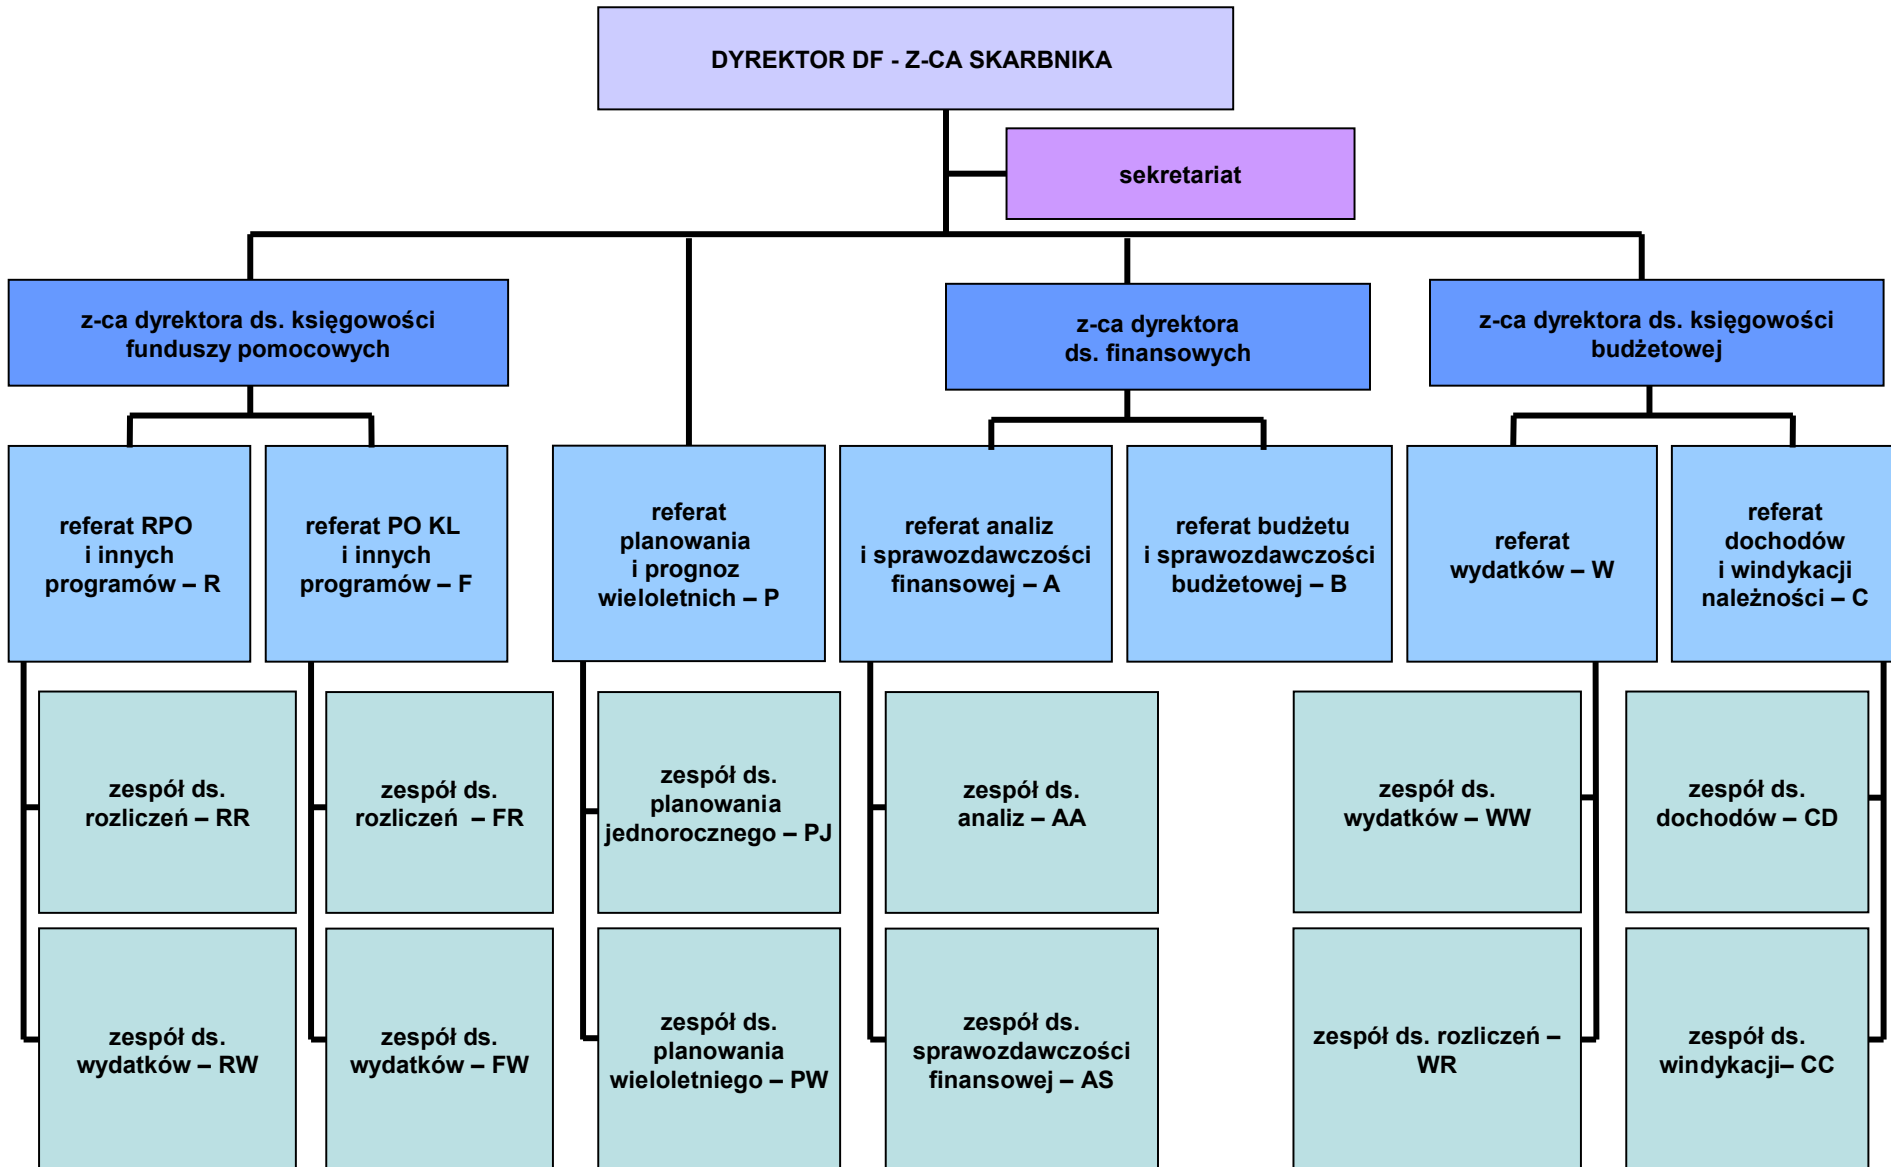 DYREKTOR DF - Z-CA SKARBNIKA
sekretariat
z-ca dyrektora ds. księgowości
funduszy pomocowych
z-ca dyrektora
ds. finansowych
z-ca dyrektora ds. księgowości
budżetowej
referat RPO
i innych
programów – R
referat PO KL
i innych
programów – F
referat
planowania
i prognoz
wieloletnich – P
referat analiz
i sprawozdawczości
finansowej – A
referat budżetu
i sprawozdawczości
budżetowej – B
referat
wydatków – W
referat
dochodów
i windykacji
należności – C
zespół ds.
rozliczeń – RR
zespół ds.
rozliczeń  – FR
zespół ds.
planowania
jednorocznego – PJ
zespół ds.
analiz – AA
zespół ds.
wydatków – WW
zespół ds.
dochodów – CD
zespół ds.
wydatków – RW
zespół ds.
wydatków – FW
zespół ds.
planowania
wieloletniego – PW
zespół ds.
sprawozdawczości
finansowej – AS
zespół ds. rozliczeń –
WR
zespół ds.
windykacji– CC